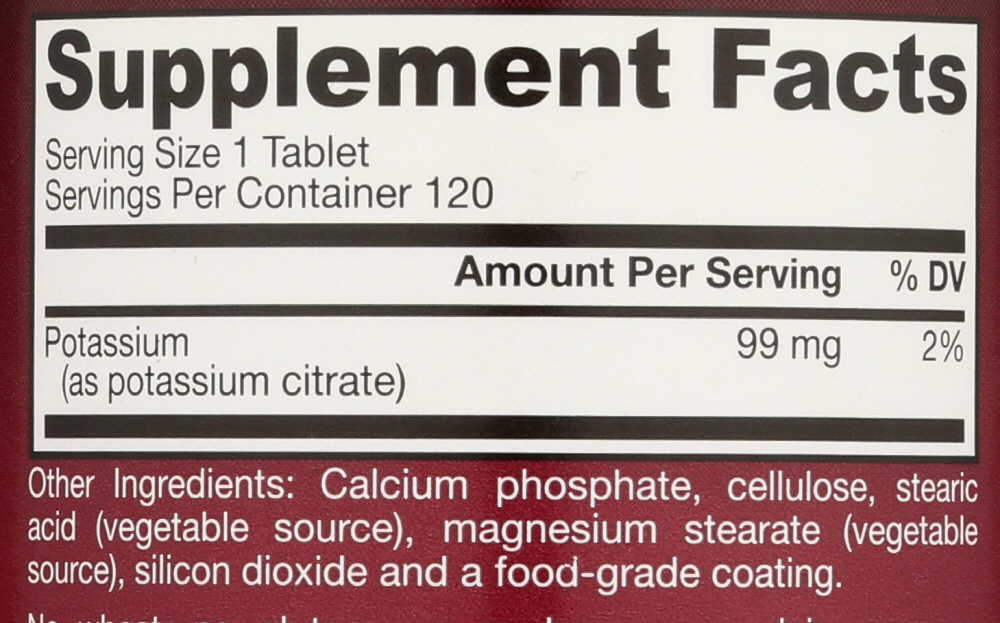 Supplement Facts
Serving Size 1 Tablet
Servings Per Container 120
Amount Per Serving % DV
Potassium 99 mg 2%
(as potassium citrate)
Other Ingredients: Calcium phosphate, cellulose, stearic
acid (vegetable source), magnesium stearate (vegetable
source), silicon dioxide and a food-grade coating.